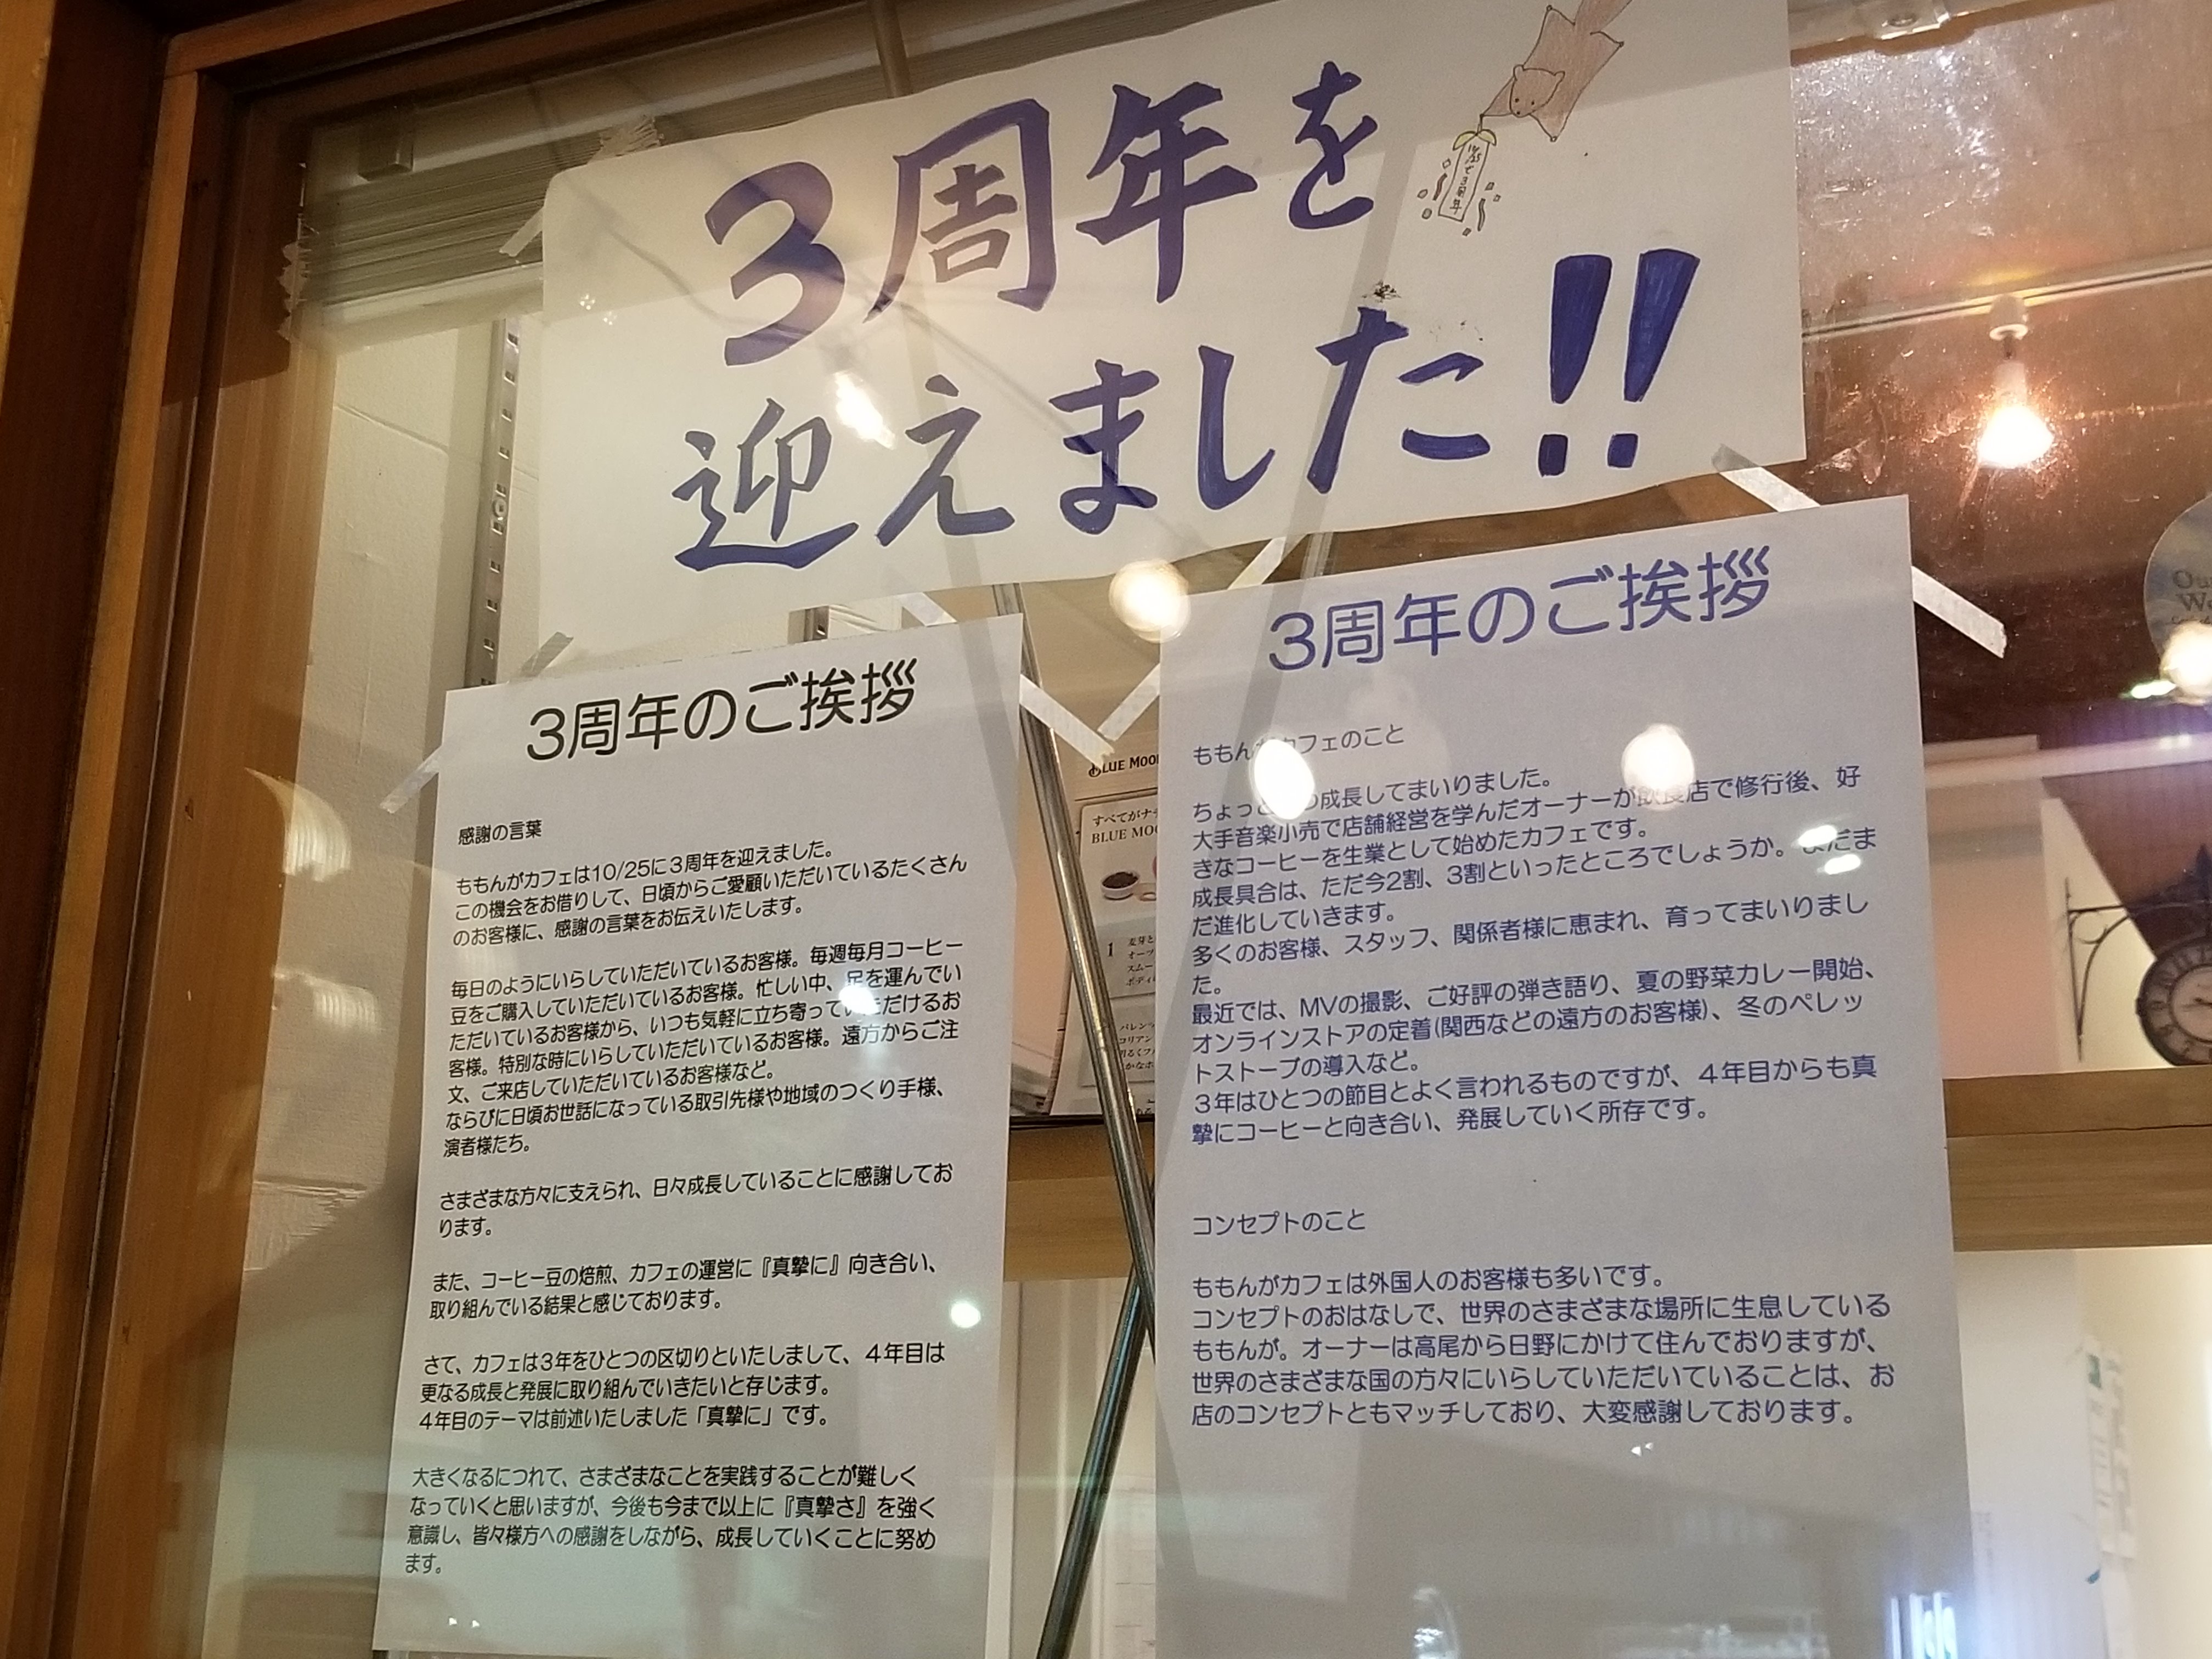 3周年を
迎えました!!
10/25で3周年
3周年のご挨拶
感謝の言葉
ももんがカフェは10/25に3周年を迎えました。
この機会をお借りして、日頃からご愛顧いただいているたくさん
のお客様に、感謝の言葉をお伝えいたします。
毎日のようにいらしていただいているお客様。毎週毎月コーヒー
豆をご購入していただいているお客様。忙しい中、足を運んでい
ただいているお客様から、いつも気軽に立ち寄っていただけるお
客様。特別な時にいらしていただいているお客様。遠方からご注
文、ご来店していただいているお客様など。
ならびに日頃お世話になっている取引先様や地域のつくり手様、
演者様たち。
さまざまな方々に支えられ、日々成長していることに感謝してお
ります。
また、コーヒー豆の焙煎、カフェの運営に『真摯に』向き合い、
取り組んでいる結果と感じております。
さて、カフェは3年をひとつの区切りといたしまして、4年目は
更なる成長と発展に取り組んでいきたいと存じます。
4年目のテーマは前述いたしました「真摯に」です。
大きくなるにつれて、さまざまなことを実践することが難しく
なっていくと思いますが、今後も今まで以上に『真摯さ』を強く
意識し、皆々様方への感謝をしながら、成長していくことに努め
ます。
3周年のご挨拶
ももんがカフェのこと
ちょっと つ成長してまいりました。
大手音楽小売で店舗経営を学んだオーナーが飲食店で修行後、好
きなコーヒーを生業として始めたカフェです。
成長具合は、ただ今2割、3割といったところでしょうか。まだま
だ進化していきます。
多くのお客様、スタッフ、関係者様に恵まれ、育ってまいりまし
た。
最近では、MVの撮影、ご好評の弾き語り、夏の野菜カレー開始、
オンラインストアの定着(関西などの遠方のお客様)、冬のペレッ
トストーブの導入など。
3年はひとつの節目とよく言われるものですが、4年目からも真
摯にコーヒーと向き合い、発展していく所存です。
コンセプトのこと
ももんがカフェは外国人のお客様も多いです。
コンセプトのおはなしで、世界のさまざまな場所に生息している
ももんが。オーナーは高尾から日野にかけて住んでおりますが、
世界のさまざまな国の方々にいらしていただいていることは、お
店のコンセプトともマッチしており、大変感謝しております。
BLUE MOO
すべてがナチ
BLUE MOO
1